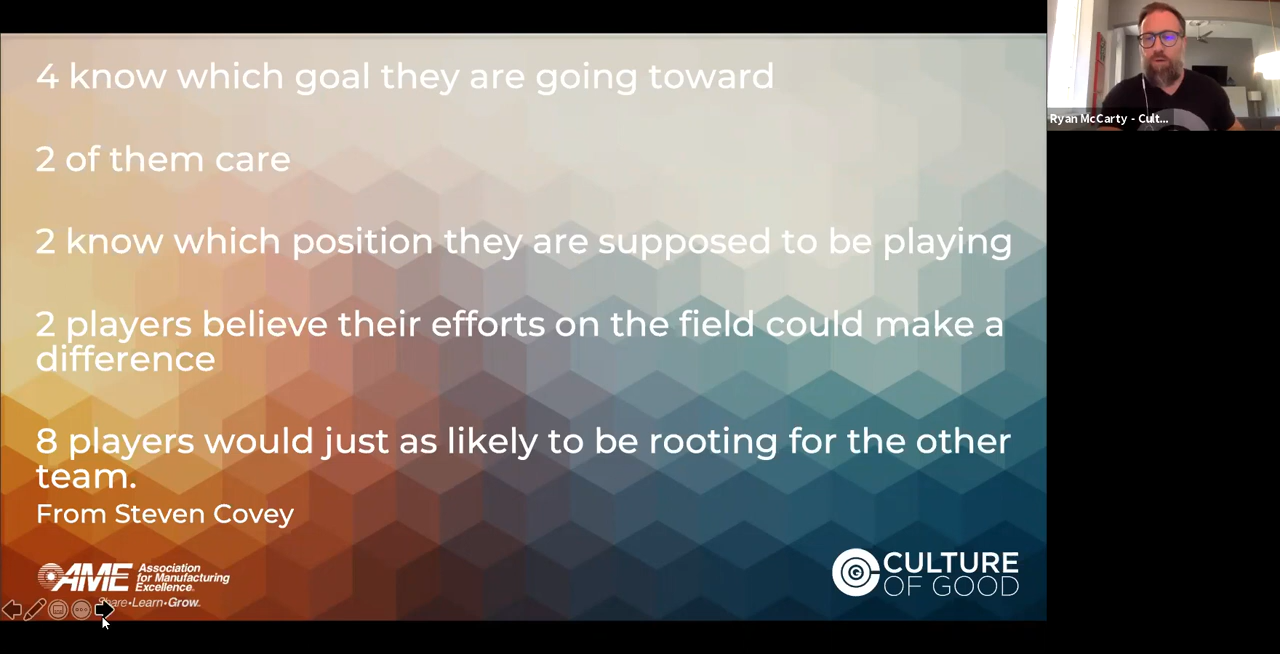 4 know which goal they are going toward
2 of them care
2 know which position they are supposed to be playing
2 players believe their efforts on the field could make a
difference
8 players would just as likely to be rooting for the other
team.
From Steven Covey
AME
Association
for Manufacturing
Excellence
Share•Learn•Grow.
CULTURE
OF GOOD
Ryan McCarty - Cult...